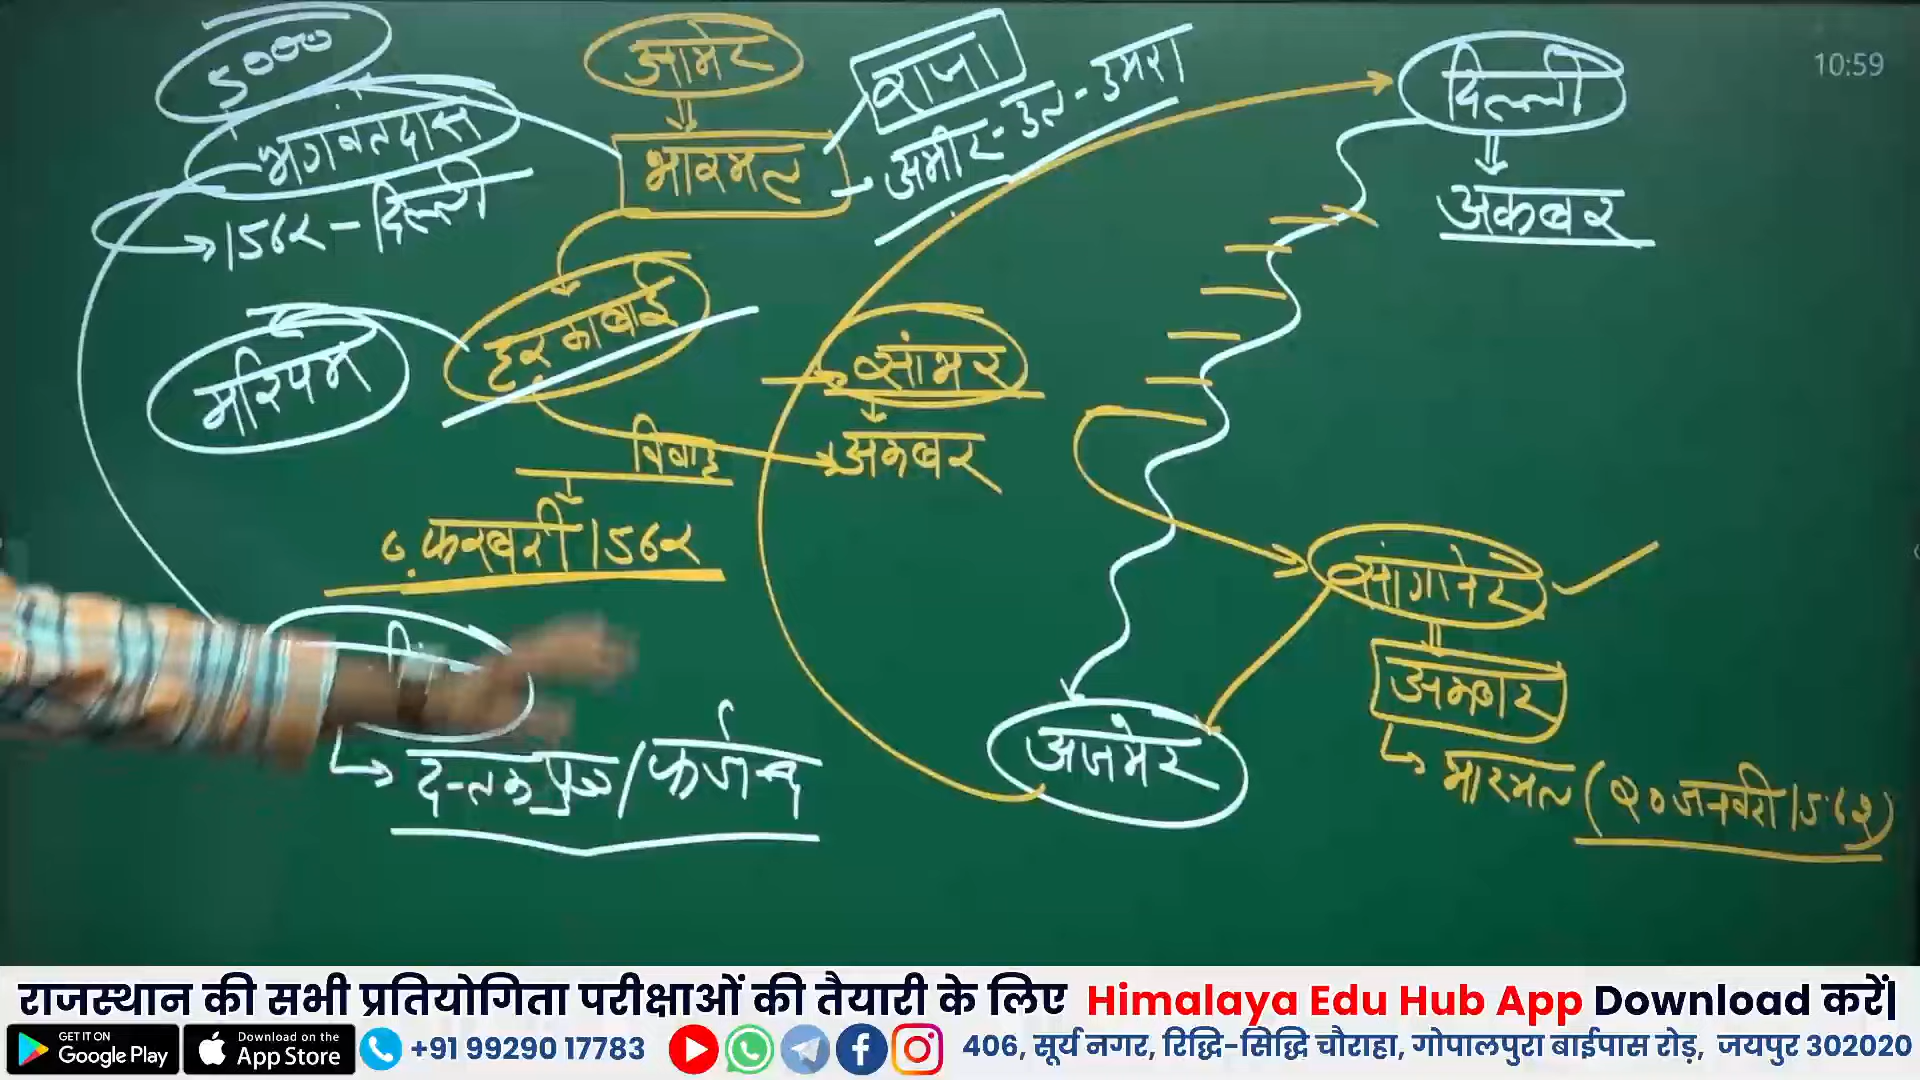 5000
आमेर
राजा
दिल्ली
10:59
भगवंतदास
भारमल
अमीर-उल-उमरा
1562 - दिल्ली
अकबर
हरकाबाई
मरियम
सांभर
विवाह
अकबर
6 फरवरी 1562
सांगानेर
अकबर
अजमेर
दत्तक पुत्र / फर्जन्द
भारमल (20 जनवरी 1562)
राजस्थान की सभी प्रतियोगिता परीक्षाओं की तैयारी के लिए Himalaya Edu Hub App Download करें|
GET IT ON Google Play
Download on the App Store
+91 99290 17783
406, सूर्य नगर, रिद्धि-सिद्धि चौराहा, गोपालपुरा बाईपास रोड़, जयपुर 302020